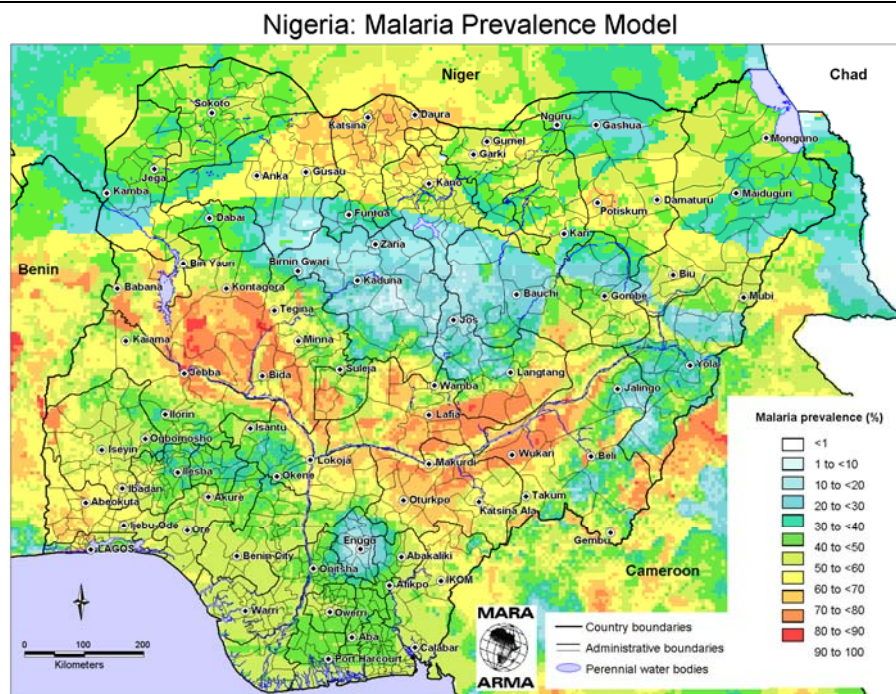 Nigeria: Malaria Prevalence Model
Niger
Chad
Sokoto
Katsina
Daura
Nguru
Gashua
Gumel
Garki
Monguno
Jega
Anka
Gusau
Kano
Kamba
Potiskum
Damaturu
Maiduguri
Dabai
Funtua
Kari
Zaria
Benin
Bin Yauri
Birnin Gwari
Biu
Babana
Kontagora
Kaduna
Bauchi
Gombe
Mubi
Tegina
Jos
Kaiama
Minna
Jebba
Bida
Suleja
Wamba
Langtang
Yola
Jalingo
Ilorin
Lafia
Malaria prevalence (%)
Ogbomosho
Isantu
<1
Iseyin
Lokoja
Makurdi
Wukari
Beli
1 to <10
Ilesba
Okene
10 to <20
Ibadan
20 to <30
Abeokuta
Akure
Oturkpo
Takum
Katsina Ala
30 to <40
Ijebu-Ode
Ore
Gembu
40 to <50
LAGOS
Benin-City
Enugu
Abakaliki
50 to <60
Onitsha
Cameroon
60 to <70
Afikpo
IKOM
70 to <80
Warri
Owerri
MARA
80 to <90
Country boundaries
90 to 100
0 100 200
Aba
Administrative boundaries
Kilometers
Port Harcourt
Calabar
ARMA
Perennial water bodies